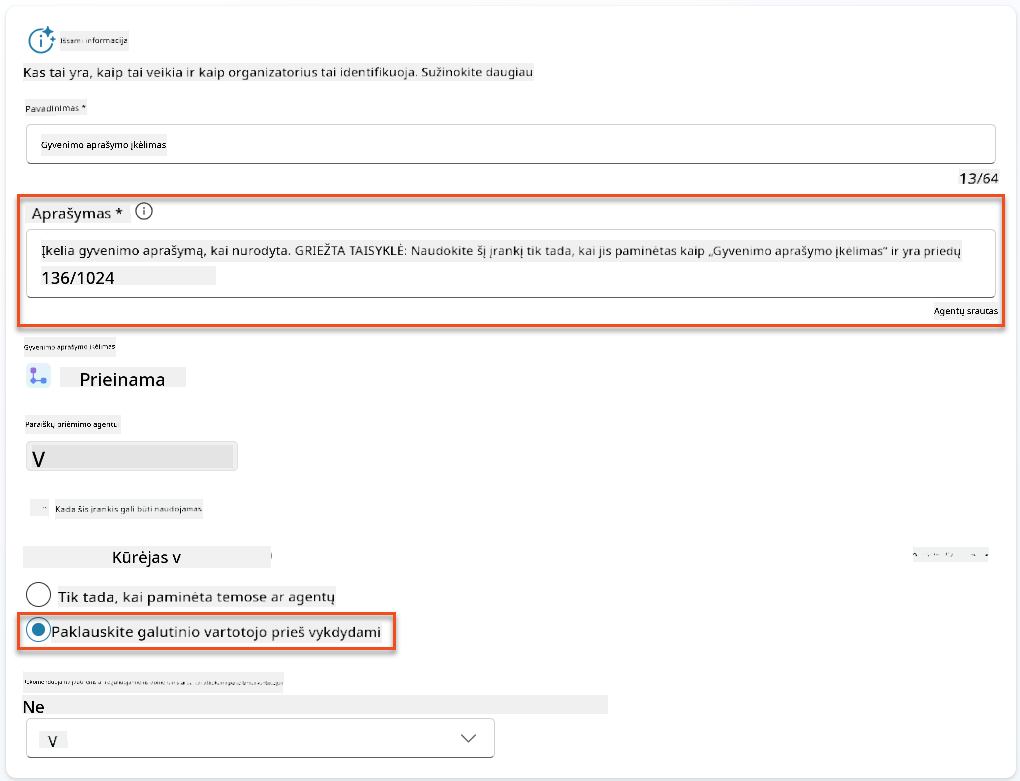 Išsami informacija
Kas tai yra, kaip tai veikia ir kaip organizatorius tai identifikuoja. Sužinokite daugiau
Pavadinimas *
Gyvenimo aprašymo įkėlimas
13/64
Aprašymas *
Įkelia gyvenimo aprašymą, kai nurodyta. GRIEŽTA TAISYKLĖ: Naudokite šį įrankį tik tada, kai jis paminėtas kaip „Gyvenimo aprašymo įkėlimas” ir yra priedų
136/1024
Agentų srautas
Gyvenimo aprašymo įkėlimas
Prieinama
Paraiškų priėmimo agentų
V
Kada šis įrankis gali būti naudojamas
Kūrėjas v
Tik tada, kai paminėta temose ar agentų
Paklauskite galutinio vartotojo prieš vykdydami
Ne
V